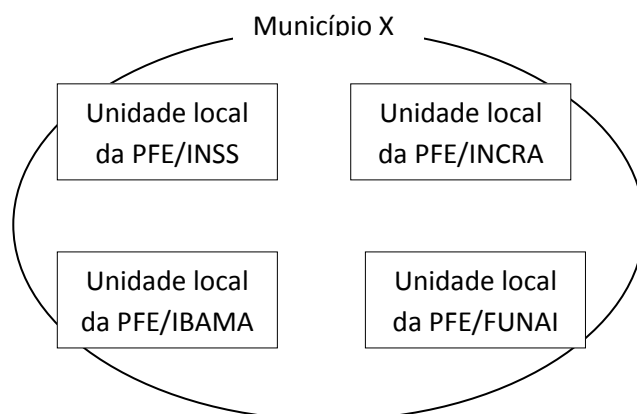 Município X
Unidade local
da PFE/INSS
Unidade local
da PFE/INCRA
Unidade local
da PFE/IBAMA
Unidade local
da PFE/FUNAI